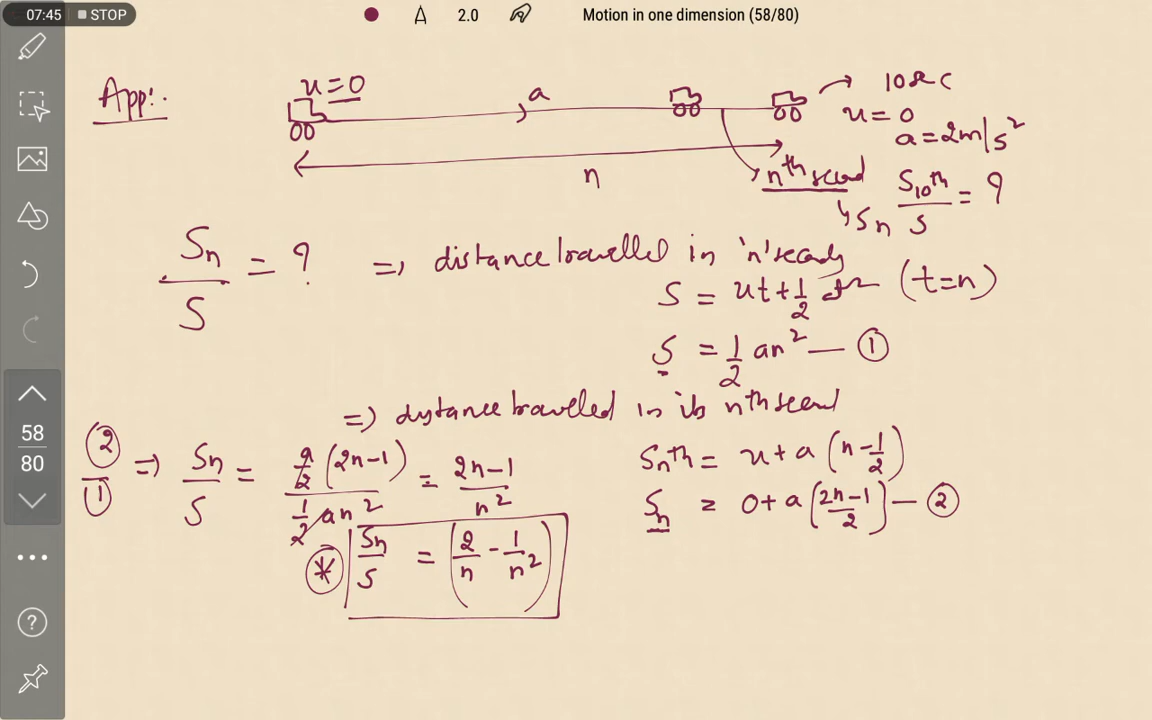 07:45 STOP
2.0
Motion in one dimension (58/80)
App:-
u = 0
a
n
10 sec
u = 0
a = 2m/s²
nth second
↳ Sn
S10th / S = ?
Sn / S = ? ⇒ distance travelled in 'n' seconds
S = ut + 1/2 at² (t=n)
S = 1/2 an² — ①
⇒ distance travelled in its nth second
Snth = u + a (n - 1/2)
Sn = 0 + a (2n-1 / 2) — ②
② / ① ⇒ Sn / S = a/2 (2n-1) / 1/2 an² = 2n-1 / n²
* Sn / S = (2/n - 1/n²)
58
80
?